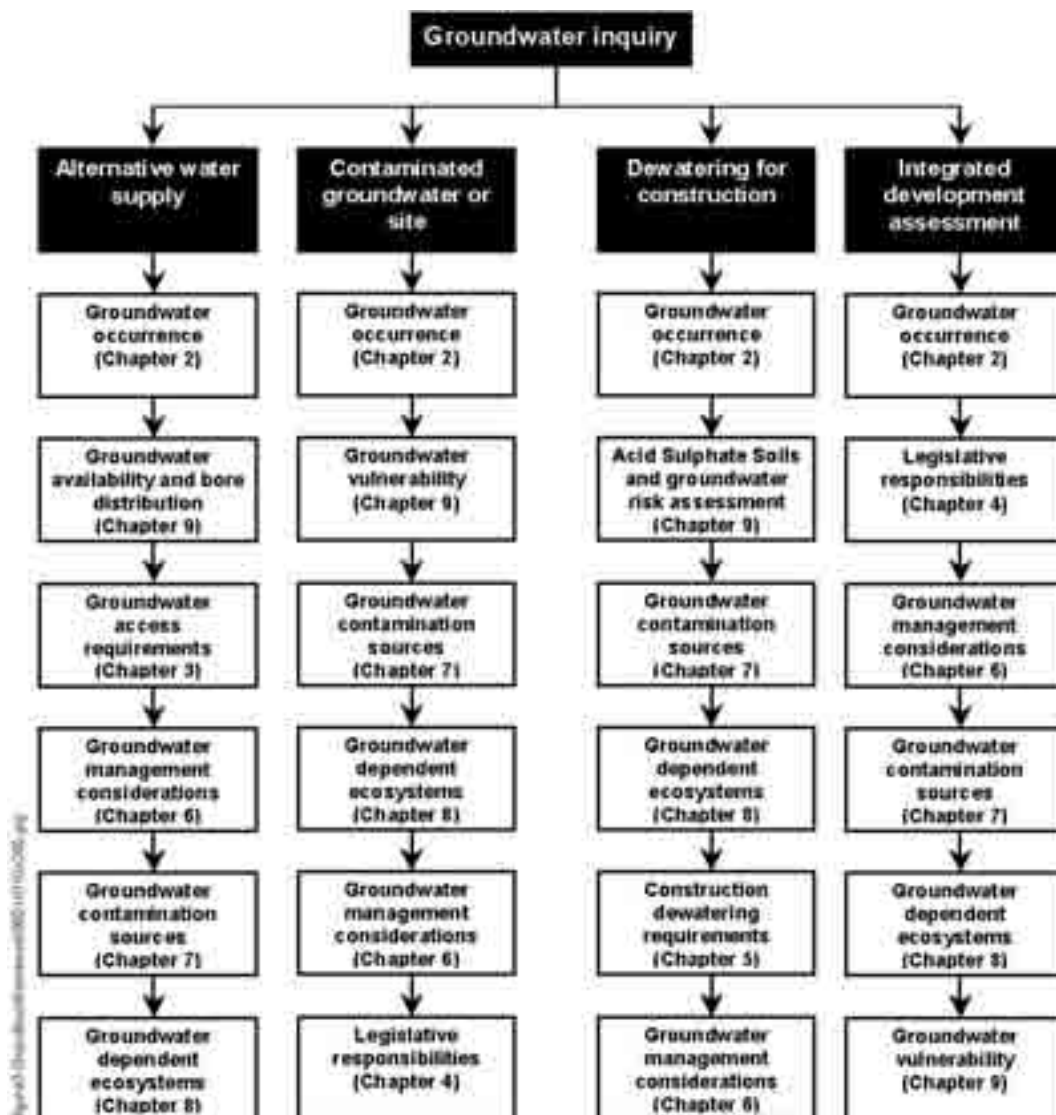 Groundwater inquiry
Alternative water
supply
Contaminated
groundwater or
site
Dewatering for
construction
Integrated
development
assessment
Groundwater
occurrence
(Chapter 2)
Groundwater
occurrence
(Chapter 2)
Groundwater
occurrence
(Chapter 2)
Groundwater
occurrence
(Chapter 2)
Groundwater
availability and bore
distribution
(Chapter 9)
Groundwater
vulnerability
(Chapter 9)
Acid Sulphate Soils
and groundwater
risk assessment
(Chapter 9)
Legislative
responsibilities
(Chapter 4)
Groundwater
access
requirements
(Chapter 3)
Groundwater
contamination
sources
(Chapter 7)
Groundwater
contamination
sources
(Chapter 7)
Groundwater
management
considerations
(Chapter 6)
Groundwater
management
considerations
(Chapter 6)
Groundwater
dependent
ecosystems
(Chapter 8)
Groundwater
dependent
ecosystems
(Chapter 8)
Groundwater
contamination
sources
(Chapter 7)
Groundwater
contamination
sources
(Chapter 7)
Groundwater
management
considerations
(Chapter 6)
Construction
dewatering
requirements
(Chapter 5)
Groundwater
dependent
ecosystems
(Chapter 8)
Groundwater
dependent
ecosystems
(Chapter 8)
Legislative
responsibilities
(Chapter 4)
Groundwater
management
considerations
(Chapter 6)
Groundwater
vulnerability
(Chapter 9)